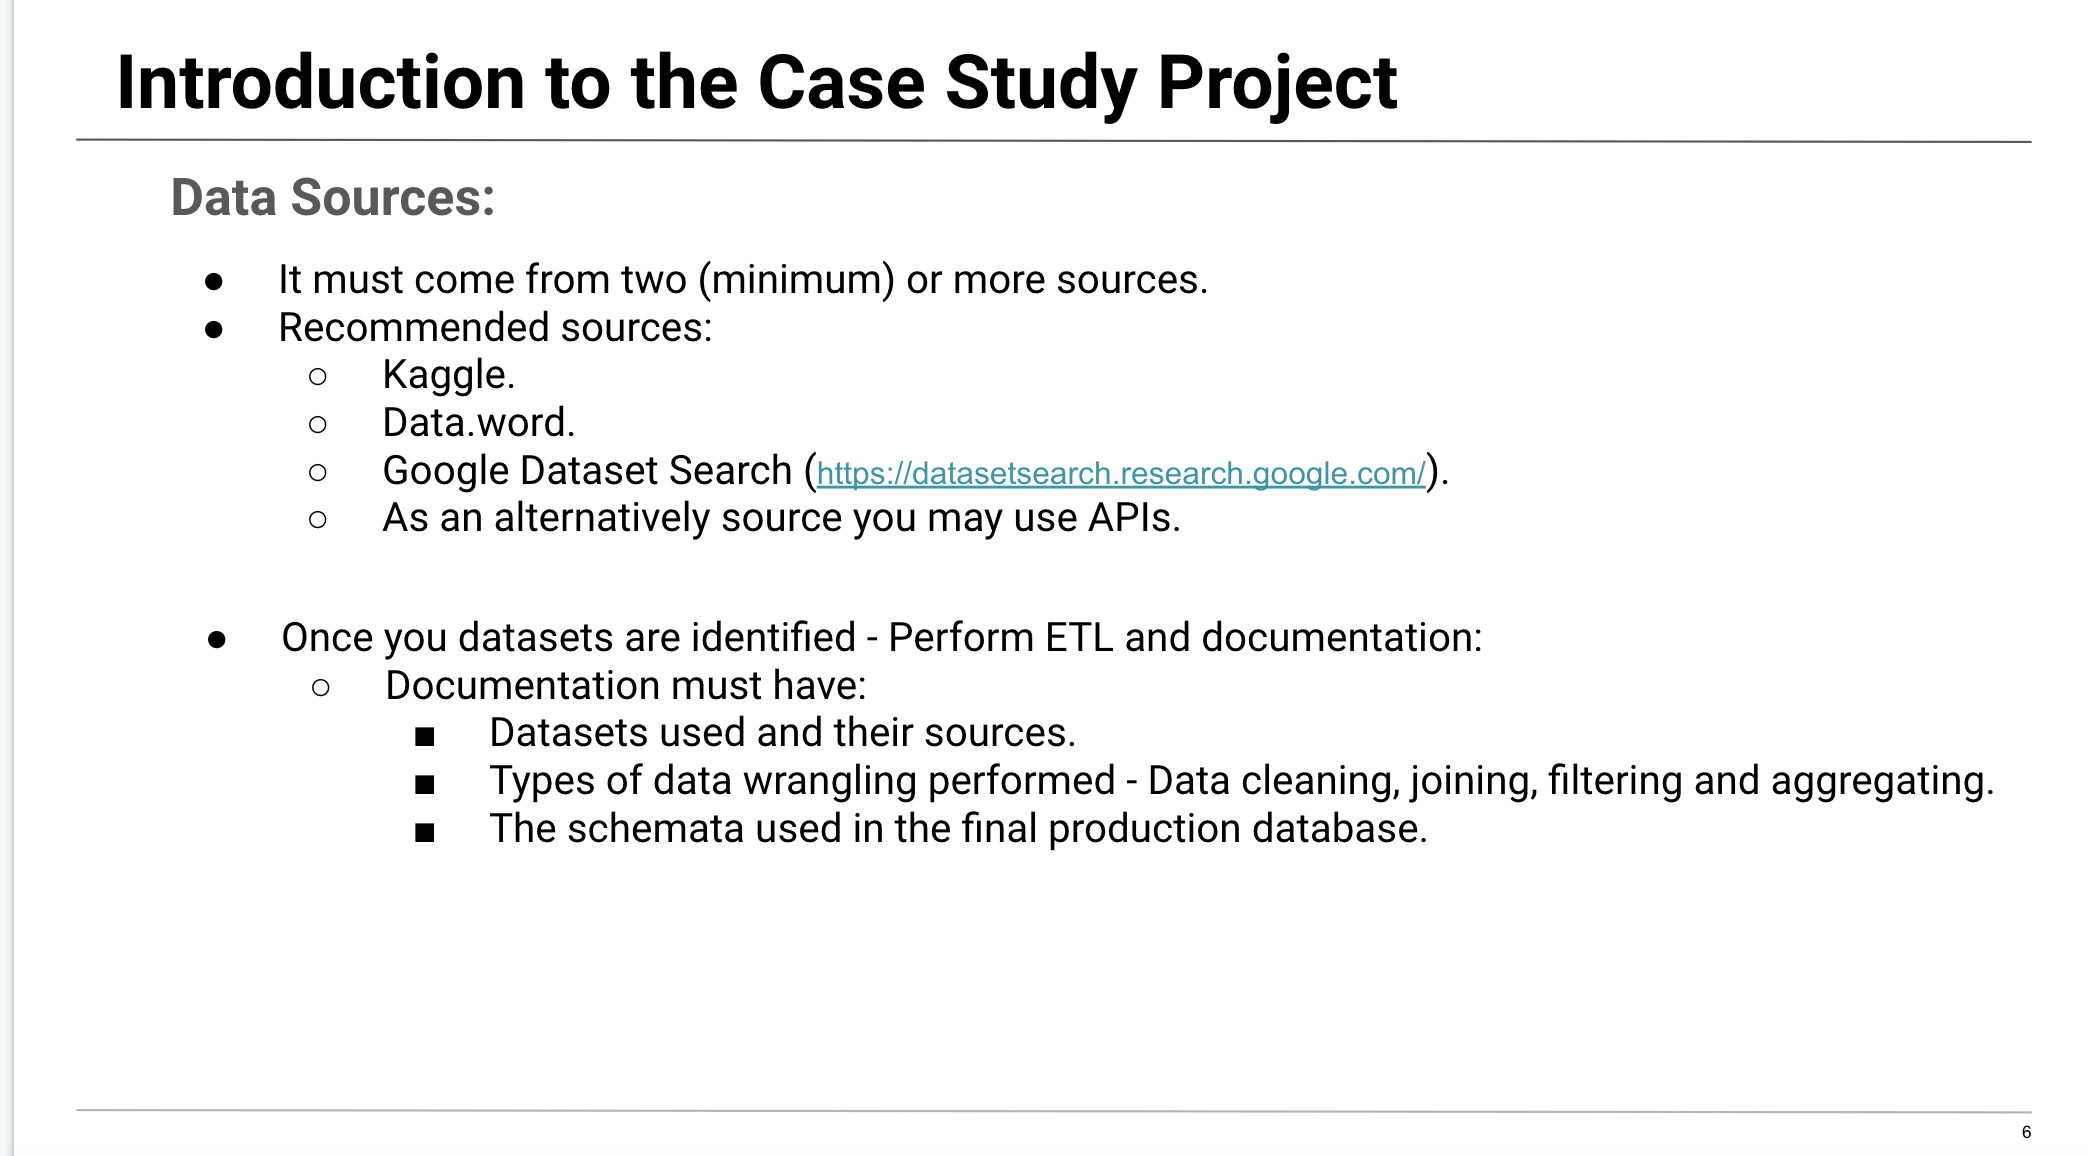 Introduction to the Case Study Project
Data Sources:
● It must come from two (minimum) or more sources.
● Recommended sources:
○ Kaggle.
○ Data.word.
○ Google Dataset Search (https://datasetsearch.research.google.com/).
○ As an alternatively source you may use APIs.
● Once you datasets are identified - Perform ETL and documentation:
○ Documentation must have:
■ Datasets used and their sources.
■ Types of data wrangling performed - Data cleaning, joining, filtering and aggregating.
■ The schemata used in the final production database.
6